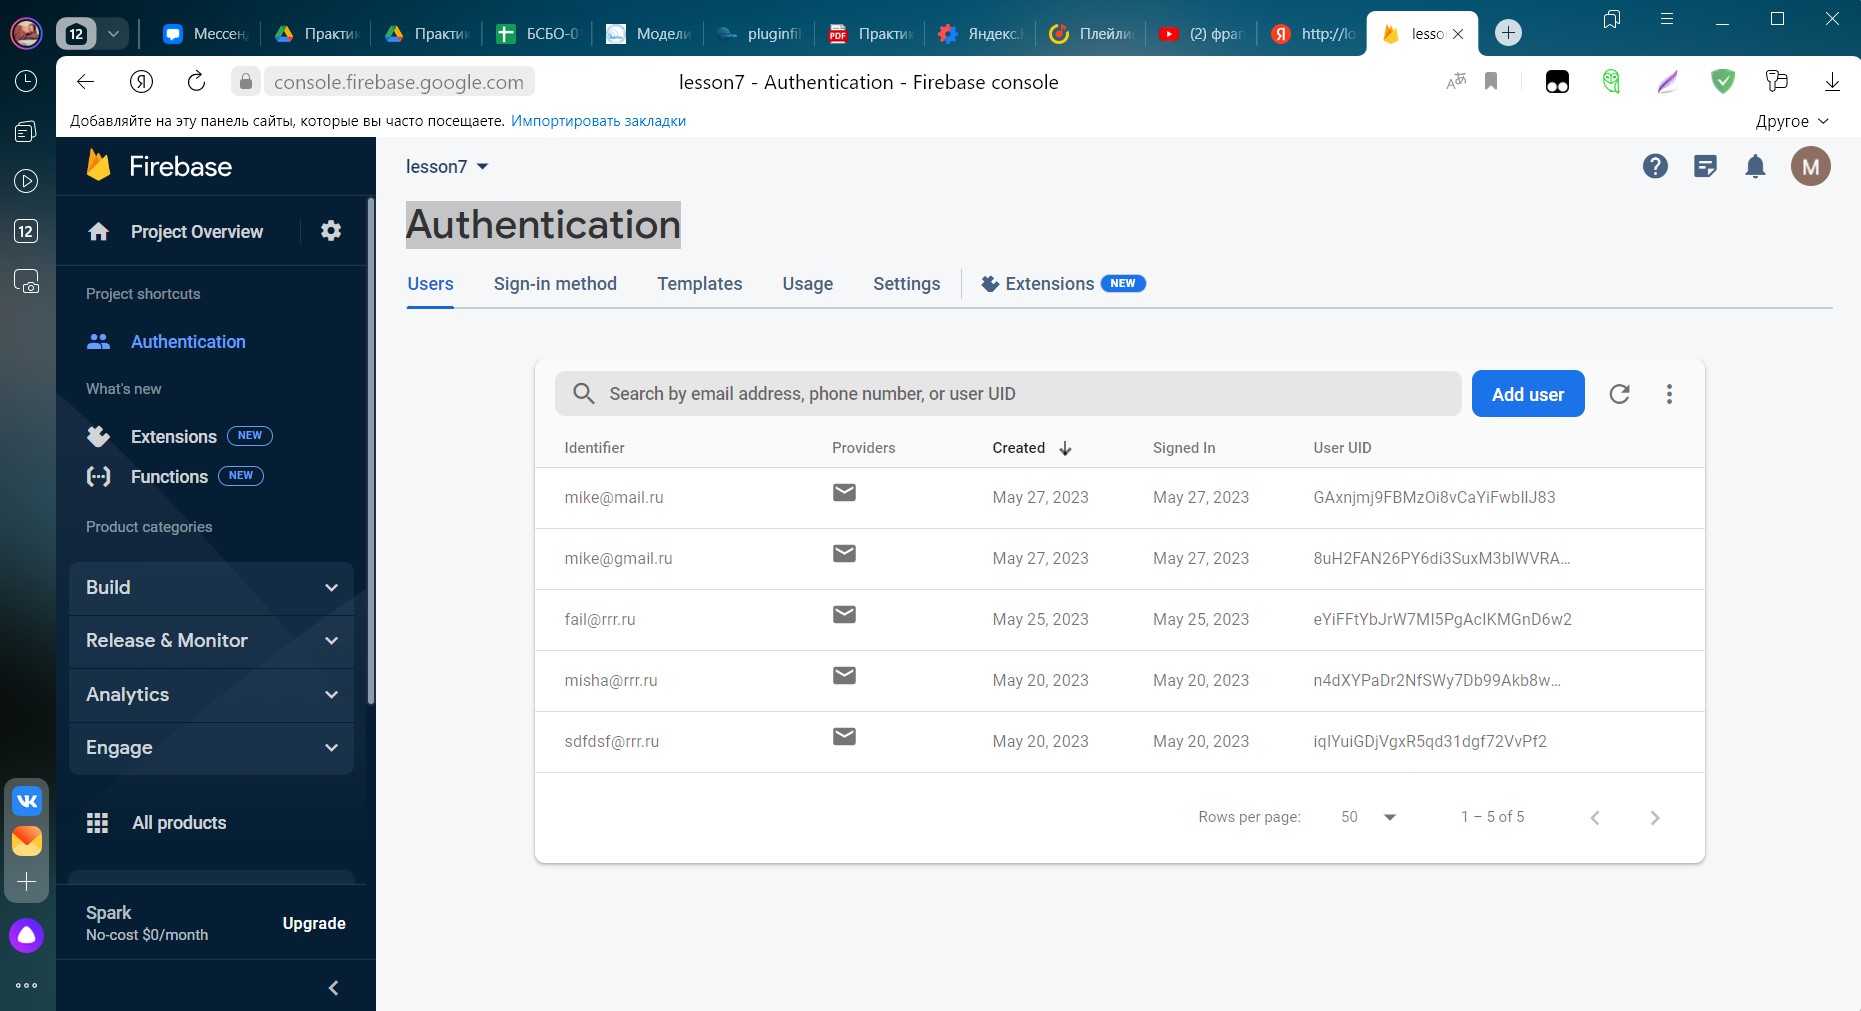 12
Мессен
Практи
Практи
БСБО-0
Модели
pluginfi
PDF
Практи
Яндекс.
Плейли
(2) фра
http://lo
lesso
console.firebase.google.com
lesson7 - Authentication - Firebase console
Добавляйте на эту панель сайты, которые вы часто посещаете. Импортировать закладки
Другое
12
Firebase
lesson7
M
Project Overview
Authentication
Users
Sign-in method
Templates
Usage
Settings
Extensions NEW
Project shortcuts
Authentication
What's new
Extensions NEW
Functions NEW
Product categories
Build
Release & Monitor
Analytics
Engage
All products
Spark
No-cost $0/month
Upgrade
Search by email address, phone number, or user UID
Add user
Identifier Providers Created Signed In User UID
mike@mail.ru May 27, 2023 May 27, 2023 GAxnjmj9FBMzOi8vCaYiFwbIIJ83
mike@gmail.ru May 27, 2023 May 27, 2023 8uH2FAN26PY6di3SuxM3blWVRA...
fail@rrr.ru May 25, 2023 May 25, 2023 eYiFFtYbJrW7MI5PgAcIKMGnD6w2
misha@rrr.ru May 20, 2023 May 20, 2023 n4dXYPaDr2NfSWy7Db99Akb8w...
sdfdsf@rrr.ru May 20, 2023 May 20, 2023 iqIYuiGDjVgxR5qd31dgf72VvPf2
Rows per page: 50 1 – 5 of 5